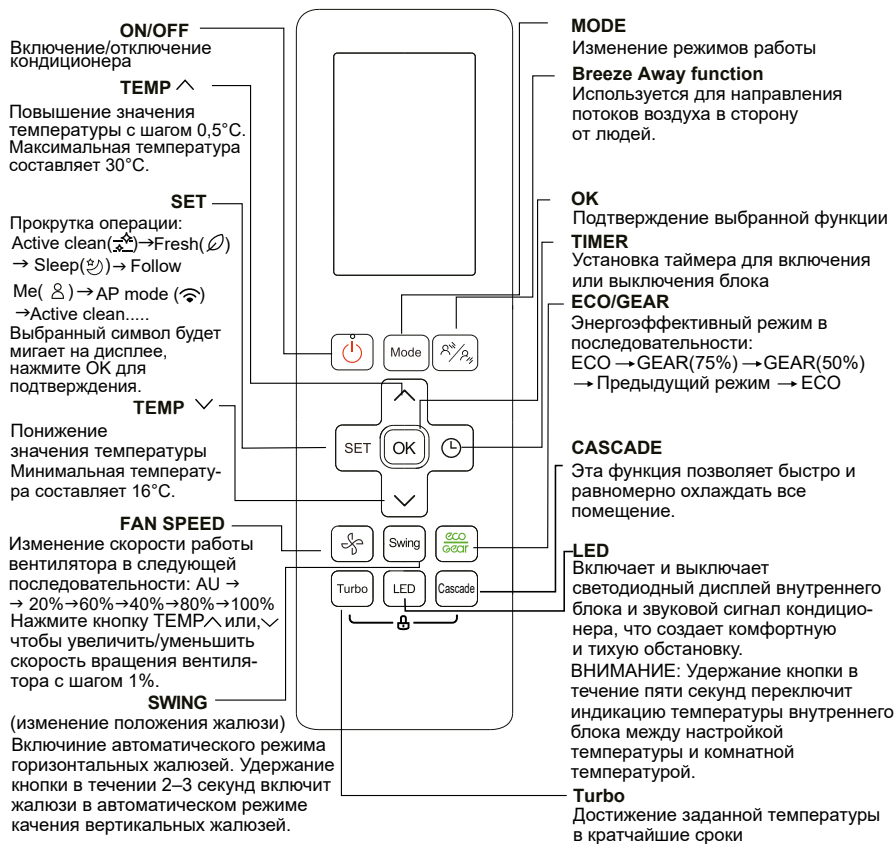 ON/OFF
Включение/отключение
кондиционера
TEMP ︿
Повышение значения
температуры с шагом 0,5°C.
Максимальная температура
составляет 30°C.
SET
Прокрутка операции:
Active clean( )→Fresh( )
→ Sleep( )→ Follow
Me( )→AP mode ( )
→Active clean.....
Выбранный символ будет
мигает на дисплее,
нажмите OK для
подтверждения.
TEMP ﹀
Понижение
значения температуры
Минимальная температу-
ра составляет 16°C.
FAN SPEED
Изменение скорости работы
вентилятора в следующей
последовательности: AU →
→ 20%→60%→40%→80%→100%
Нажмите кнопку TEMP︿или,﹀
чтобы увеличить/уменьшить
скорость вращения вентиля-
тора с шагом 1%.
SWING
(изменение положения жалюзи)
Включиние автоматического режима
горизонтальных жалюзей. Удержание
кнопки в течении 2–3 секунд включит
жалюзи в автоматическом режиме
качения вертикальных жалюзей.
Mode
SET
OK
Swing
eco
Gear
Turbo
LED
Cascade
MODE
Изменение режимов работы
Breeze Away function
Используется для направления
потоков воздуха в сторону
от людей.
OK
Подтверждение выбранной функции
TIMER
Установка таймера для включения
или выключения блока
ECO/GEAR
Энергоэффективный режим в
последовательности:
ECO →GEAR(75%) →GEAR(50%)
→ Предыдущий режим → ECO
CASCADE
Эта функция позволяет быстро и
равномерно охлаждать все
помещение.
LED
Включает и выключает
светодиодный дисплей внутреннего
блока и звуковой сигнал кондицио-
нера, что создает комфортную
и тихую обстановку.
ВНИМАНИЕ: Удержание кнопки в
течение пяти секунд переключит
индикацию температуры внутреннего
блока между настройкой
температуры и комнатной
температурой.
Turbo
Достижение заданной температуры
в кратчайшие сроки